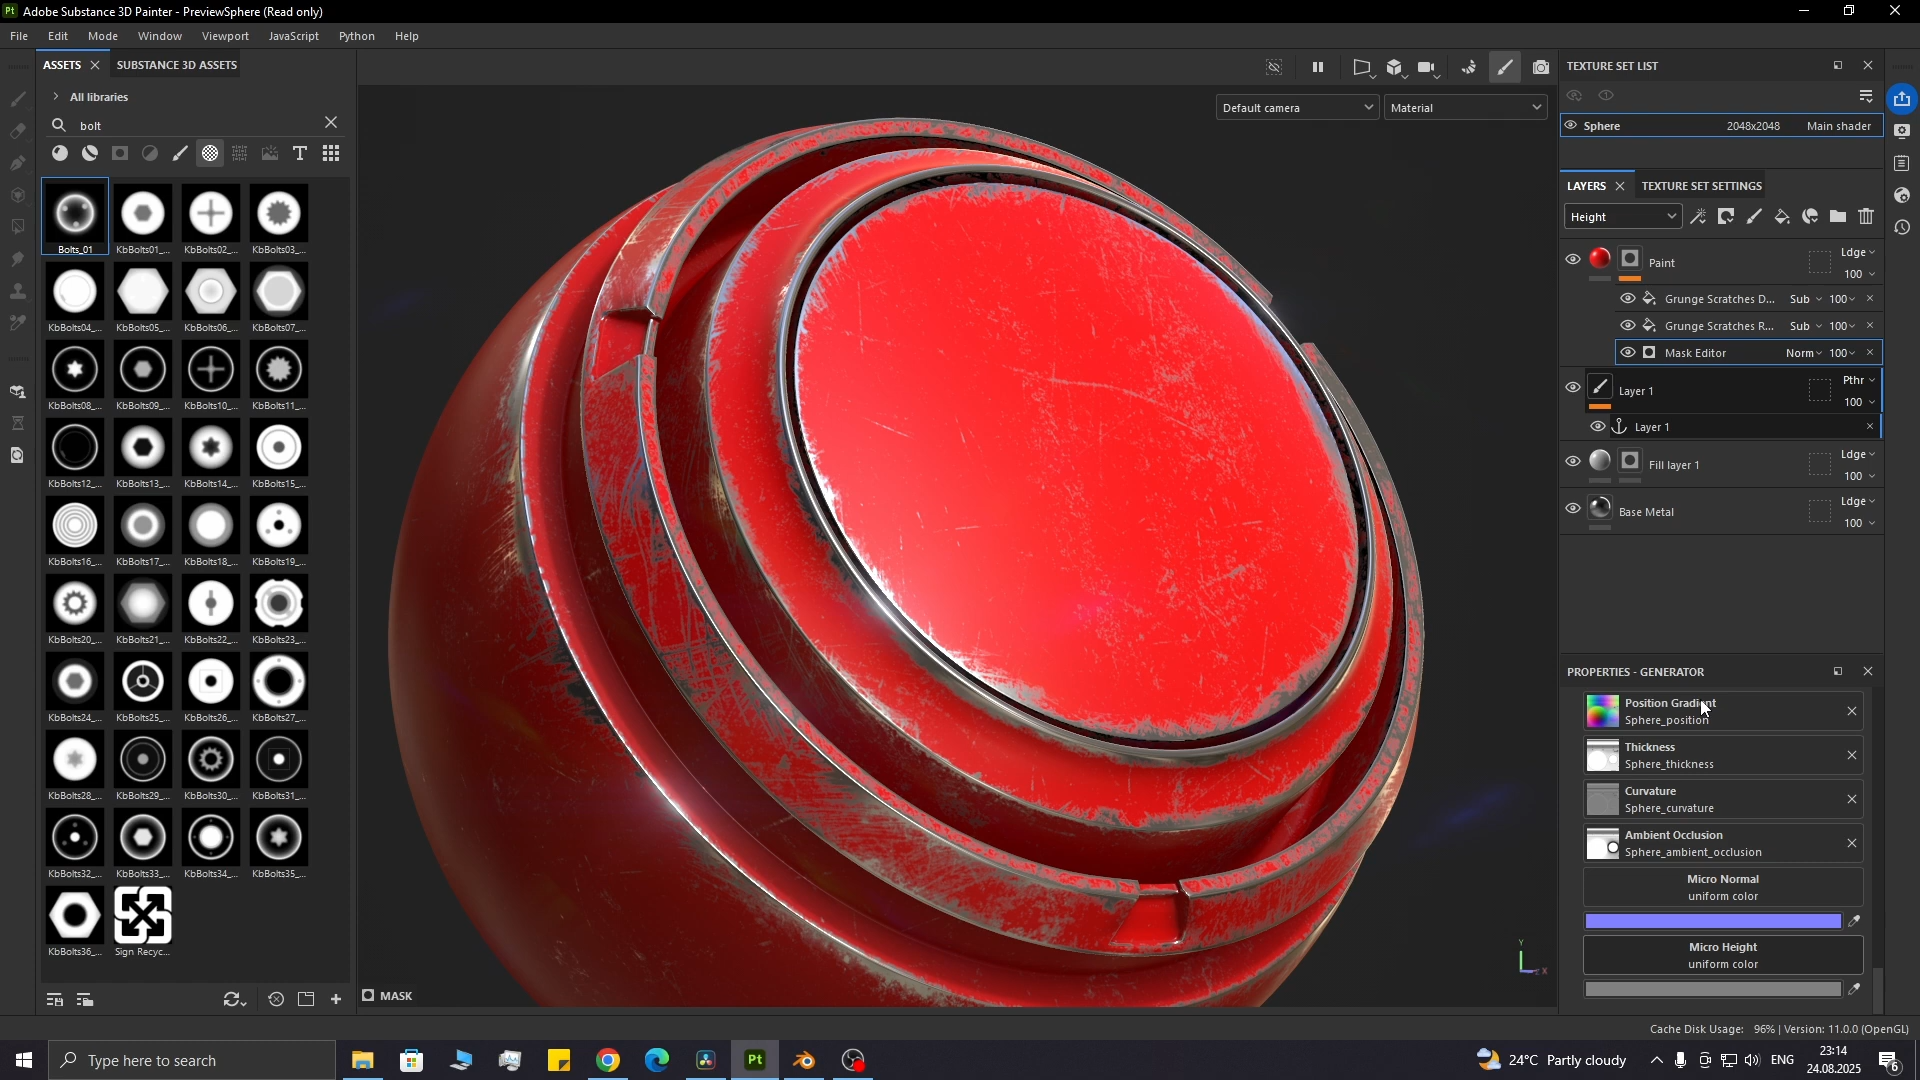 Pt Adobe Substance 3D Painter - PreviewSphere (Read only)
File Edit Mode Window Viewport JavaScript Python Help
ASSETS SUBSTANCE 3D ASSETS
All libraries
bolt
Bolts_01 KbBolts01_... KbBolts02_... KbBolts03_...
KbBolts04_... KbBolts05_... KbBolts06_... KbBolts07_...
KbBolts08_... KbBolts09_... KbBolts10_... KbBolts11_...
KbBolts12_... KbBolts13_... KbBolts14_... KbBolts15_...
KbBolts16_... KbBolts17_... KbBolts18_... KbBolts19_...
KbBolts20_... KbBolts21_... KbBolts22_... KbBolts23_...
KbBolts24_... KbBolts25_... KbBolts26_... KbBolts27_...
KbBolts28_... KbBolts29_... KbBolts30_... KbBolts31_...
KbBolts32_... KbBolts33_... KbBolts34_... KbBolts35_...
KbBolts36_... Sign Recyc...
Default camera Material
Y
X
MASK
TEXTURE SET LIST
Sphere 2048x2048 Main shader
LAYERS TEXTURE SET SETTINGS
Height
Paint Ldge 100
Grunge Scratches D... Sub 100
Grunge Scratches R... Sub 100
Mask Editor Norm 100
Layer 1 Pthr 100
Layer 1
Fill layer 1 Ldge 100
Base Metal Ldge 100
PROPERTIES - GENERATOR
Position Gradient
Sphere_position
Thickness
Sphere_thickness
Curvature
Sphere_curvature
Ambient Occlusion
Sphere_ambient_occlusion
Micro Normal
uniform color
Micro Height
uniform color
Cache Disk Usage: 96% | Version: 11.0.0 (OpenGL)
Type here to search
Pt
24°C Partly cloudy
ENG
23:14
24.08.2025
6